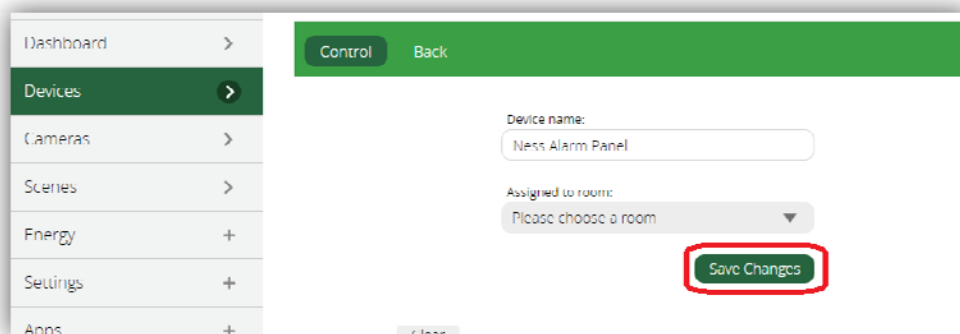 Dashboard
Devices
Cameras
Scenes
Energy
Settings
Apps
Control Back
Device name:
Ness Alarm Panel
Assigned to room:
Please choose a room
Save Changes
Clear